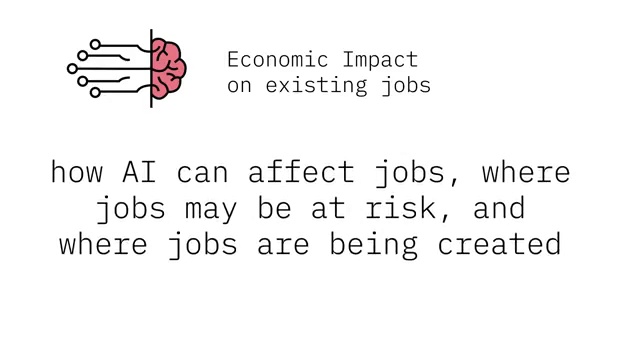 Economic Impact
on existing jobs
how AI can affect jobs, where
jobs may be at risk, and
where jobs are being created